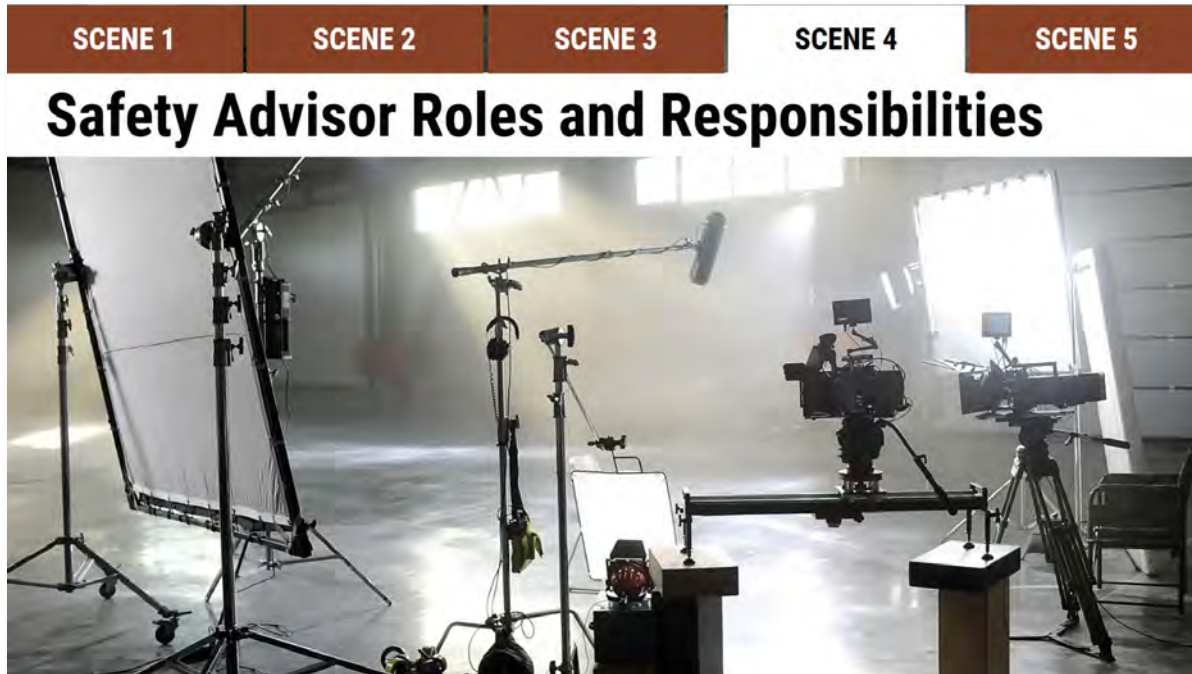 SCENE 1 SCENE 2 SCENE 3 SCENE 4 SCENE 5
Safety Advisor Roles and Responsibilities